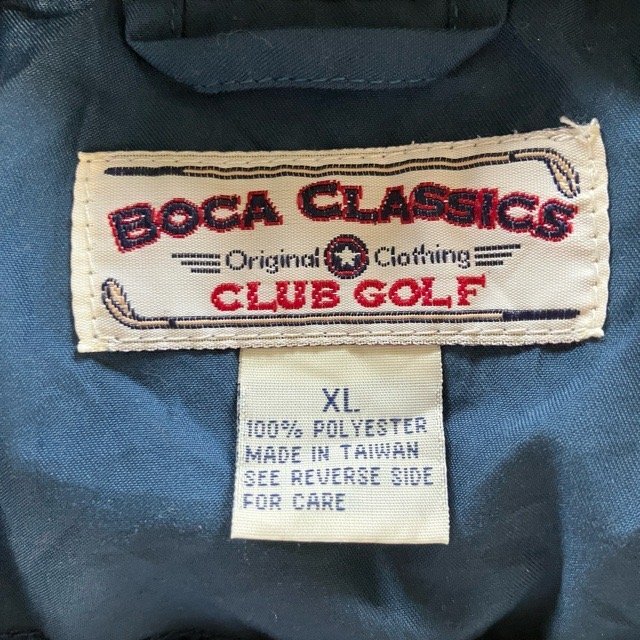 BOCA CLASSICS
Original Clothing
CLUB GOLF
XL
100% POLYESTER
MADE IN TAIWAN
SEE REVERSE SIDE
FOR CARE